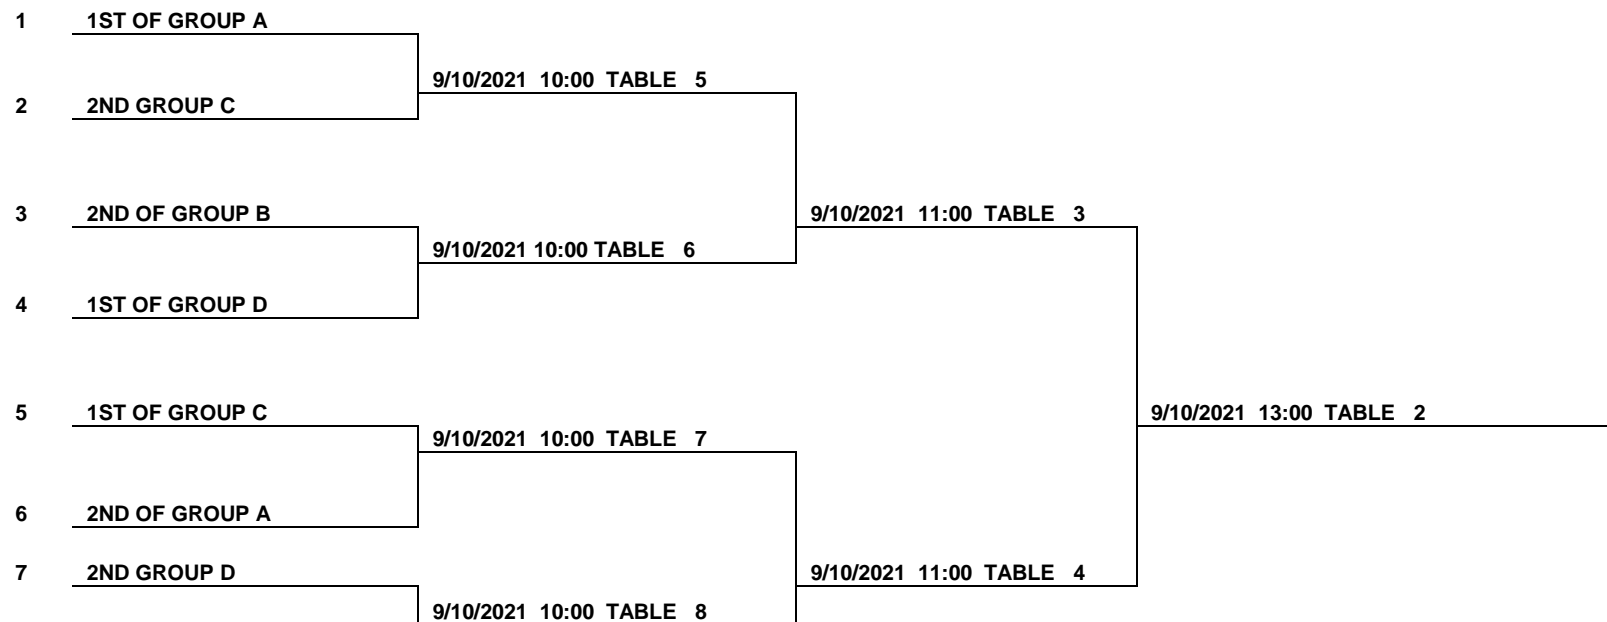 1 1ST OF GROUP A
9/10/2021 10:00 TABLE 5
2 2ND GROUP C
3 2ND OF GROUP B
9/10/2021 11:00 TABLE 3
9/10/2021 10:00 TABLE 6
4 1ST OF GROUP D
5 1ST OF GROUP C
9/10/2021 13:00 TABLE 2
9/10/2021 10:00 TABLE 7
6 2ND OF GROUP A
7 2ND GROUP D
9/10/2021 11:00 TABLE 4
9/10/2021 10:00 TABLE 8